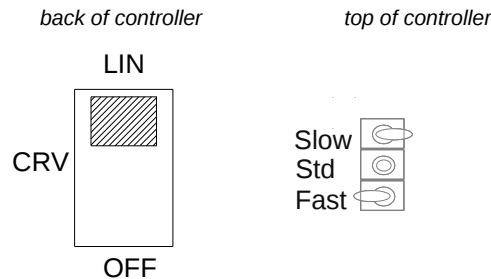 back of controller
top of controller
LIN
CRV
OFF
Slow
Std
Fast